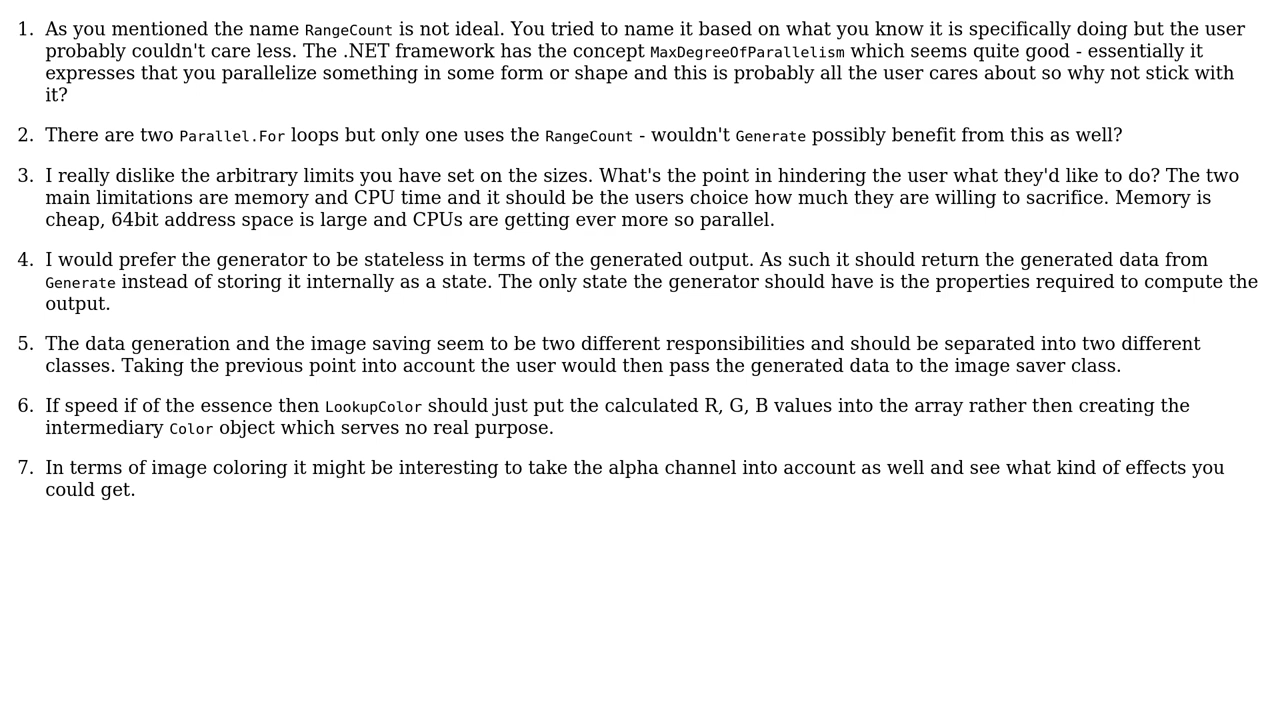 1. As you mentioned the name RangeCount is not ideal. You tried to name it based on what you know it is specifically doing but the user
probably couldn't care less. The .NET framework has the concept MaxDegreeOfParallelism which seems quite good - essentially it
expresses that you parallelize something in some form or shape and this is probably all the user cares about so why not stick with
it?
2. There are two Parallel.For loops but only one uses the RangeCount - wouldn't Generate possibly benefit from this as well?
3. I really dislike the arbitrary limits you have set on the sizes. What's the point in hindering the user what they'd like to do? The two
main limitations are memory and CPU time and it should be the users choice how much they are willing to sacrifice. Memory is
cheap, 64bit address space is large and CPUs are getting ever more so parallel.
4. I would prefer the generator to be stateless in terms of the generated output. As such it should return the generated data from
Generate instead of storing it internally as a state. The only state the generator should have is the properties required to compute the
output.
5. The data generation and the image saving seem to be two different responsibilities and should be separated into two different
classes. Taking the previous point into account the user would then pass the generated data to the image saver class.
6. If speed if of the essence then LookupColor should just put the calculated R, G, B values into the array rather then creating the
intermediary Color object which serves no real purpose.
7. In terms of image coloring it might be interesting to take the alpha channel into account as well and see what kind of effects you
could get.